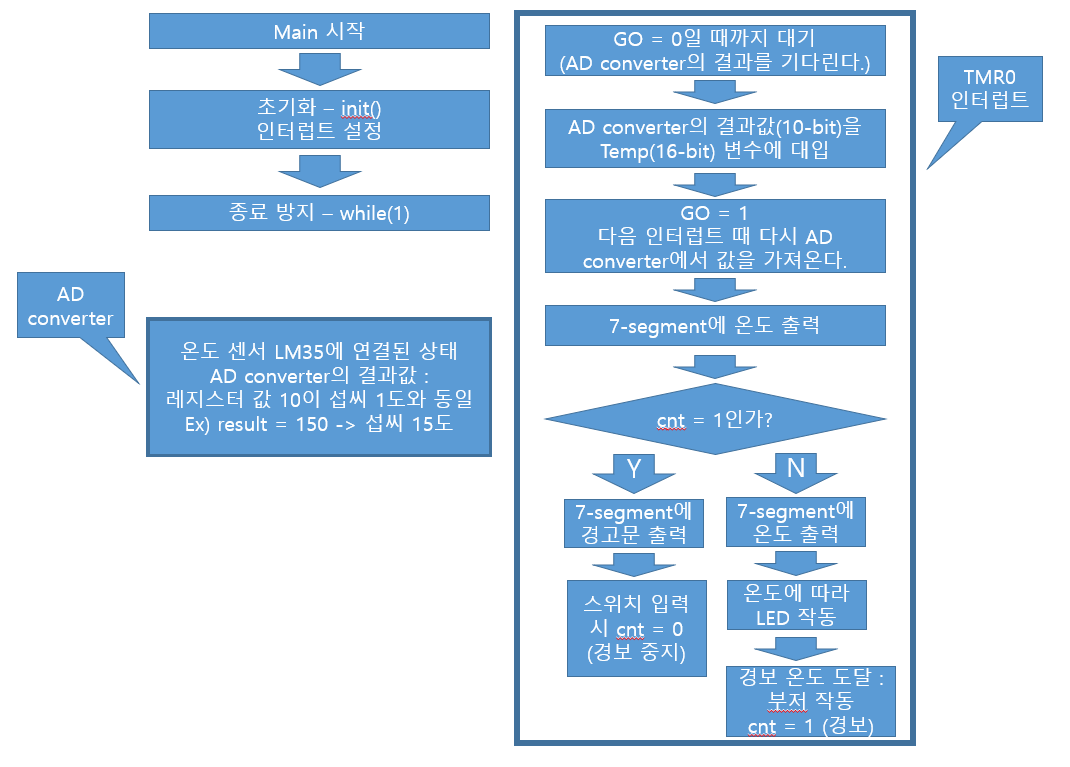 Main 시작
초기화 – init()
인터럽트 설정
종료 방지 – while(1)
AD
converter
온도 센서 LM35에 연결된 상태
AD converter의 결과값 :
레지스터 값 10이 섭씨 1도와 동일
Ex) result = 150 -> 섭씨 15도
GO = 0일 때까지 대기
(AD converter의 결과를 기다린다.)
AD converter의 결과값(10-bit)을
Temp(16-bit) 변수에 대입
GO = 1
다음 인터럽트 때 다시 AD
converter에서 값을 가져온다.
7-segment에 온도 출력
cnt = 1인가?
Y
7-segment에
경고문 출력
스위치 입력
시 cnt = 0
(경보 중지)
N
7-segment에
온도 출력
온도에 따라
LED 작동
경보 온도 도달 :
부저 작동
cnt = 1 (경보)
TMR0
인터럽트